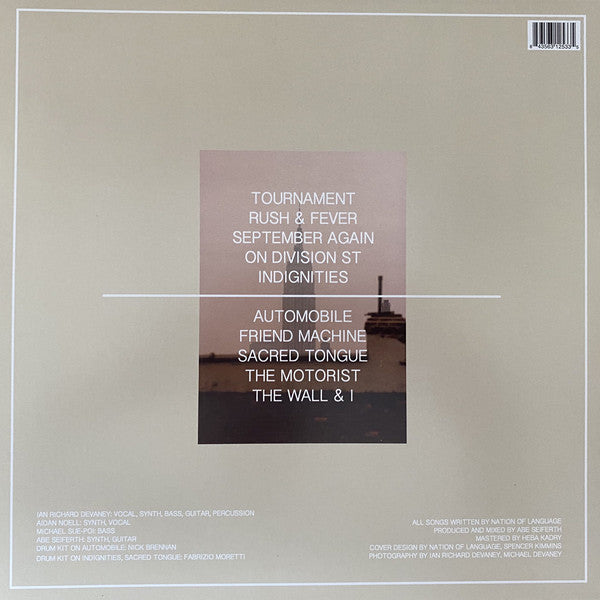 8 43563 12533 5
TOURNAMENT
RUSH & FEVER
SEPTEMBER AGAIN
ON DIVISION ST
INDIGNITIES
AUTOMOBILE
FRIEND MACHINE
SACRED TONGUE
THE MOTORIST
THE WALL & I
IAN RICHARD DEVANEY: VOCAL, SYNTH, BASS, GUITAR, PERCUSSION
AIDAN NOELL: SYNTH, VOCAL
MICHAEL SUE-POI: BASS
ABE SEIFERTH: SYNTH, GUITAR
DRUM KIT ON AUTOMOBILE: NICK BRENNAN
DRUM KIT ON INDIGNITIES, SACRED TONGUE: FABRIZIO MORETTI
ALL SONGS WRITTEN BY NATION OF LANGUAGE
PRODUCED AND MIXED BY ABE SEIFERTH
MASTERED BY HEBA KADRY
COVER DESIGN BY NATION OF LANGUAGE, SPENCER KIMMINS
PHOTOGRAPHY BY IAN RICHARD DEVANEY, MICHAEL DEVANEY